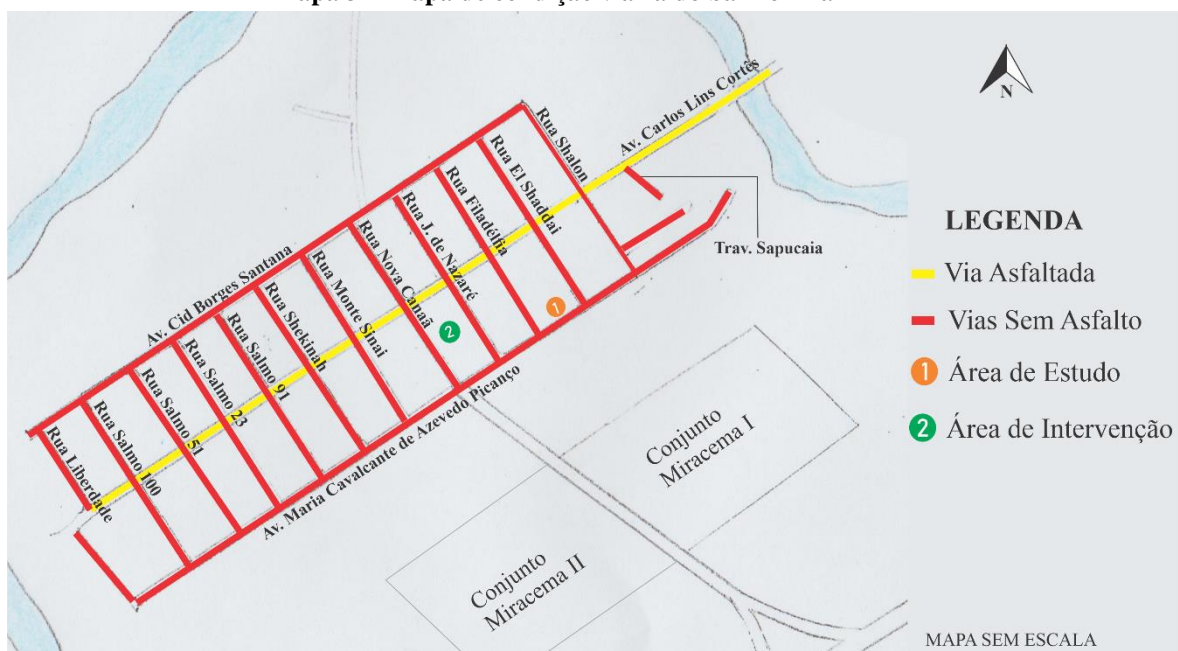 Av. Carlos Lins Cortês
N
Rua Shalon
Rua El Shaddai
Rua Filadélfia
Rua J. de Nazaré
Rua Nova Canaã
Rua Monte Sinai
Rua Shekinah
Rua Salmo 91
Rua Salmo 23
Rua Salmo 51
Rua Salmo 100
Rua Liberdade
Av. Cid Borges Santana
Av. Maria Cavalcante de Azevedo Picanço
Trav. Sapucaia
1
2
Conjunto
Miracema I
Conjunto
Miracema II
LEGENDA
Via Asfaltada
Vias Sem Asfalto
1 Área de Estudo
2 Área de Intervenção
MAPA SEM ESCALA